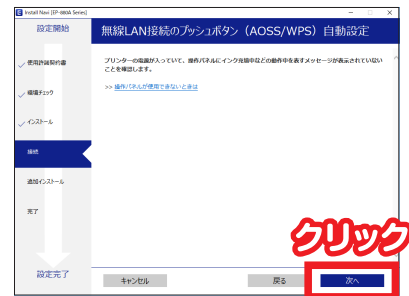 Install Navi [EP-880A Series]
設定開始
無線LAN接続のプッシュボタン（AOSS/WPS）自動設定
使用許諾契約書
環境チェック
インストール
接続
追加インストール
完了
設定完了
プリンターの電源が入っていて、操作パネルにインク充填中などの動作中を表すメッセージが表示されていない
ことを確認します。
>> 操作パネルが使用できないときは
クリック
キャンセル
戻る
次へ